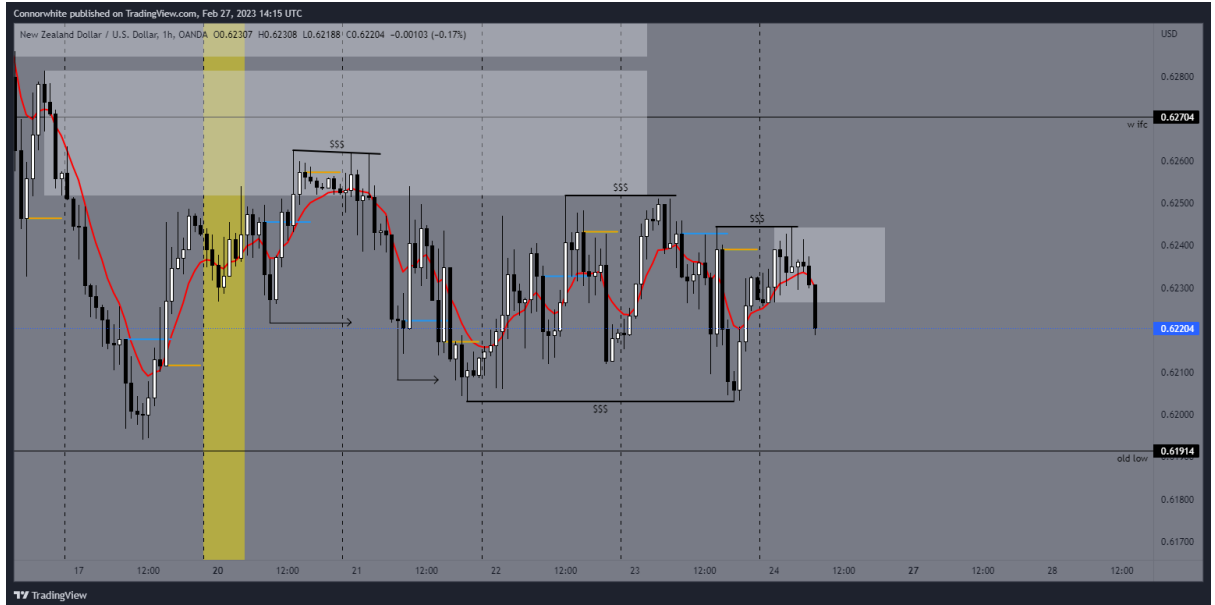 Connorwhite published on TradingView.com, Feb 27, 2023 14:15 UTC
New Zealand Dollar / U.S. Dollar, 1h, OANDA O0.62307 H0.62308 L0.62188 C0.62204 −0.00103 (−0.17%)
USD
0.62800
0.62704
w ifc
$$$
0.62600
$$$
0.62500
$$$
0.62400
0.62300
0.62204
0.62100
$$$
0.62000
0.61914
old low
0.61800
0.61700
17 12:00 20 12:00 21 12:00 22 12:00 23 12:00 24 12:00 27 12:00 28 12:00
TradingView